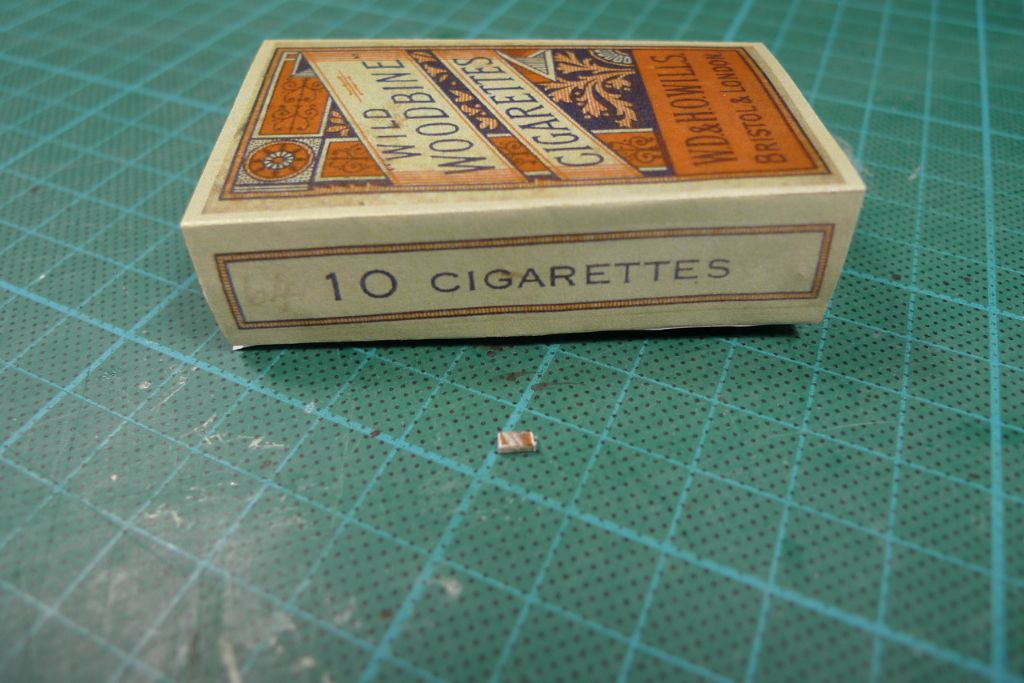 "WILD
WOODBINE"
CIGARETTES
W.D.& H.O.WILLS
BRISTOL & LONDON
10 CIGARETTES